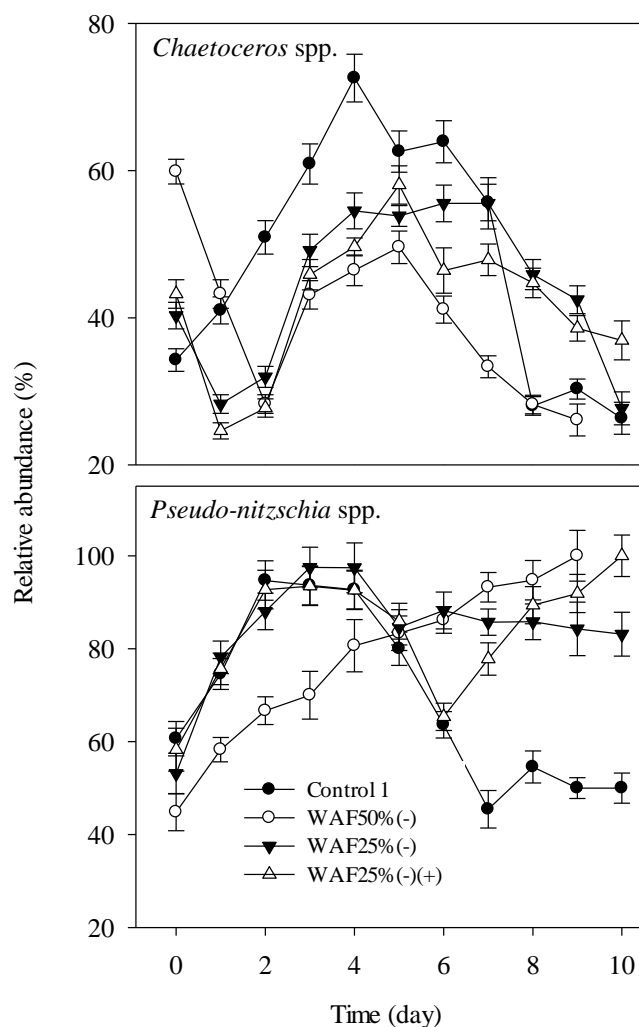 80
Chaetoceros spp.
60
40
20
Relative abundance (%)
Pseudo-nitzschia spp.
100
80
60
40
20
Control 1
WAF50%(-)
WAF25%(-)
WAF25%(-)(+)
0 2 4 6 8 10
Time (day)